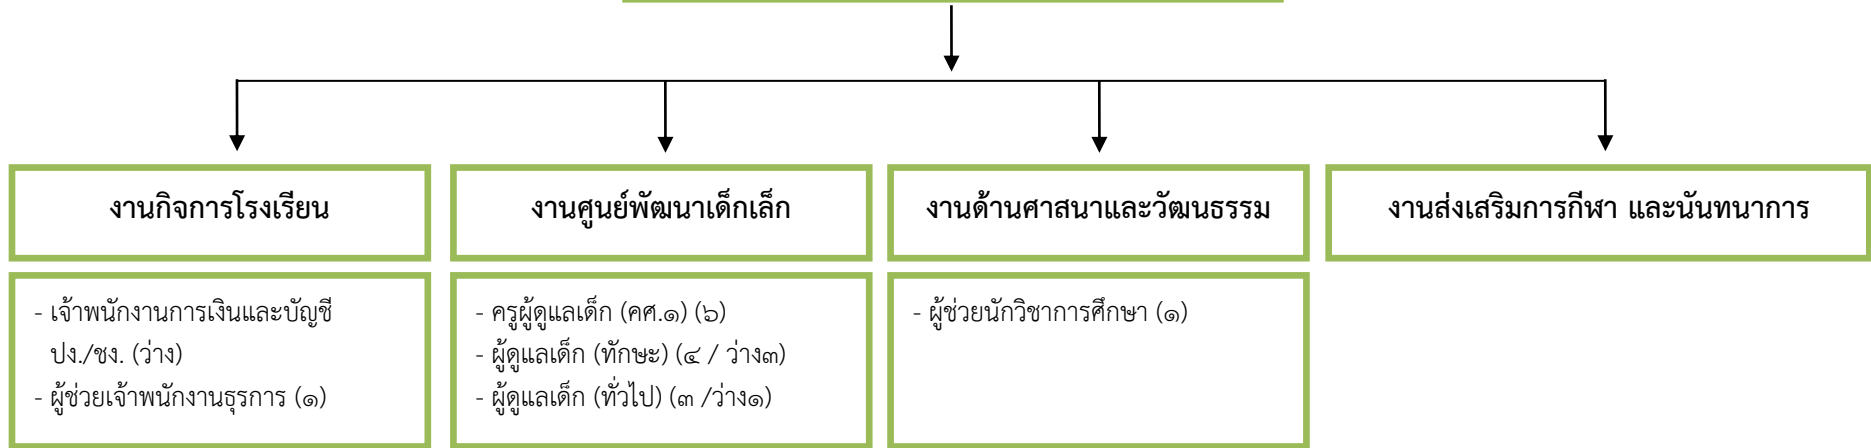 งานกิจการโรงเรียน
งานศูนย์พัฒนาเด็กเล็ก
งานด้านศาสนาและวัฒนธรรม
งานส่งเสริมการกีฬา และนันทนาการ
- เจ้าพนักงานการเงินและบัญชี
ปง./ชง. (ว่าง)
- ผู้ช่วยเจ้าพนักงานธุรการ (๑)
- ครูผู้ดูแลเด็ก (คศ.๑) (๖)
- ผู้ดูแลเด็ก (ทักษะ) (๔ / ว่าง๓)
- ผู้ดูแลเด็ก (ทั่วไป) (๓ /ว่าง๑)
- ผู้ช่วยนักวิชาการศึกษา (๑)